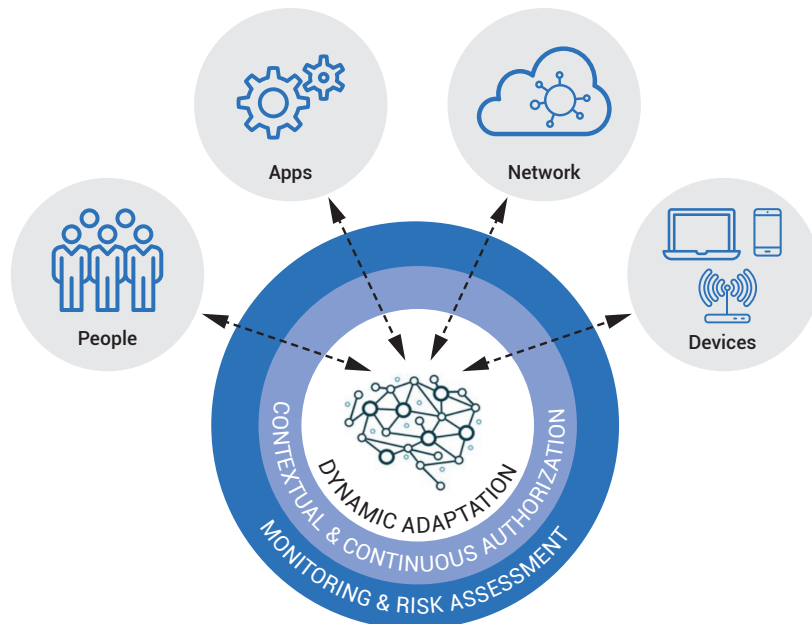 Apps
Network
People
Devices
DYNAMIC ADAPTATION
CONTEXTUAL & CONTINUOUS AUTHORIZATION
MONITORING & RISK ASSESSMENT